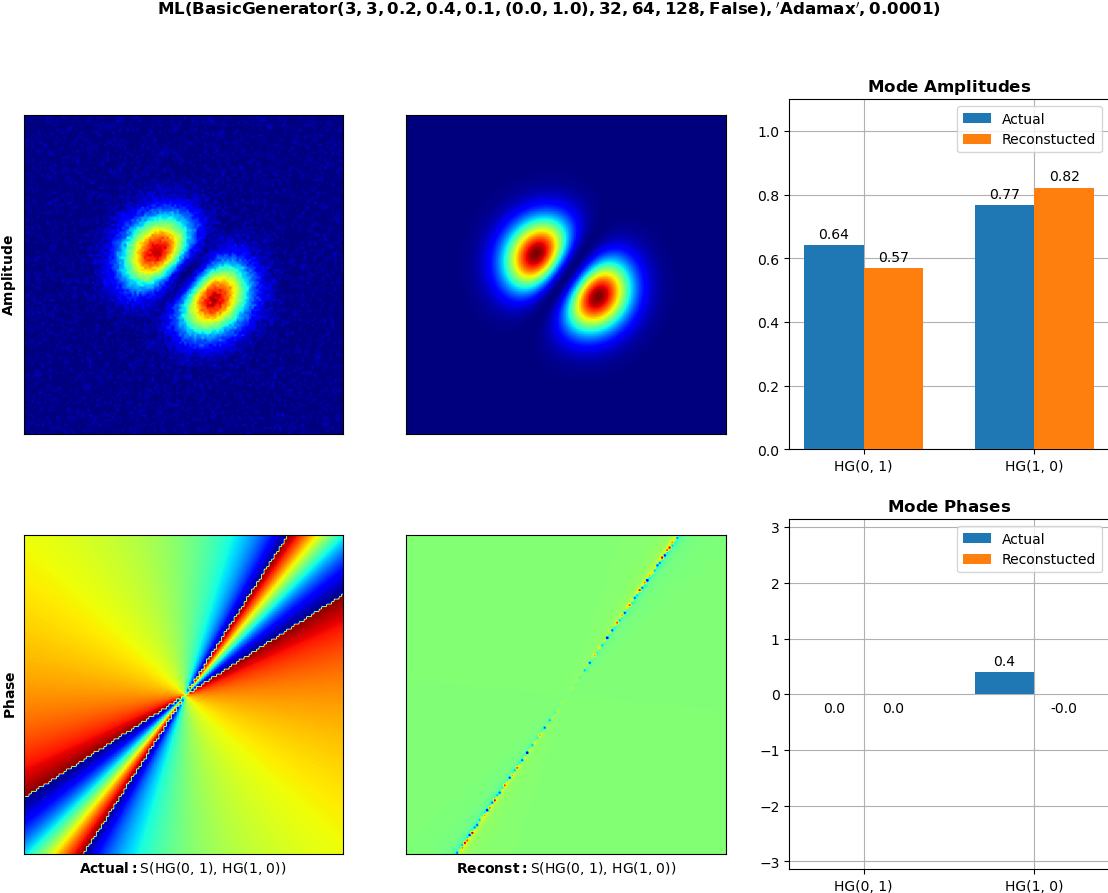 ML(BasicGenerator(3, 3, 0.2, 0.4, 0.1, (0.0, 1.0), 32, 64, 128, False), ′Adamax′, 0.0001)
Amplitude
Mode Amplitudes
Actual
Reconstucted
1.0
0.8
0.6
0.4
0.2
0.0
0.64
0.57
0.77
0.82
HG(0, 1)
HG(1, 0)
Phase
Actual:S(HG(0, 1), HG(1, 0))
Reconst:S(HG(0, 1), HG(1, 0))
Mode Phases
Actual
Reconstucted
3
2
1
0
−1
−2
−3
0.0
0.0
0.4
-0.0
HG(0, 1)
HG(1, 0)